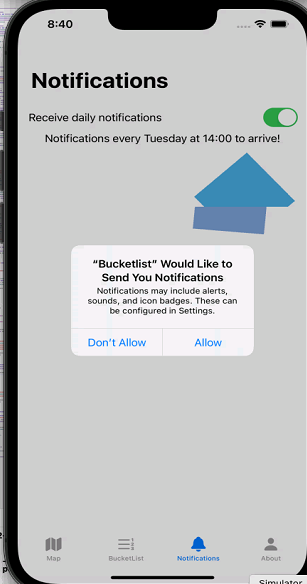 8:40
Notifications
Receive daily notifications
Notifications every Tuesday at 14:00 to arrive!
“Bucketlist” Would Like to
Send You Notifications
Notifications may include alerts,
sounds, and icon badges. These can
be configured in Settings.
Don’t Allow Allow
Map BucketList Notifications About
Simulator